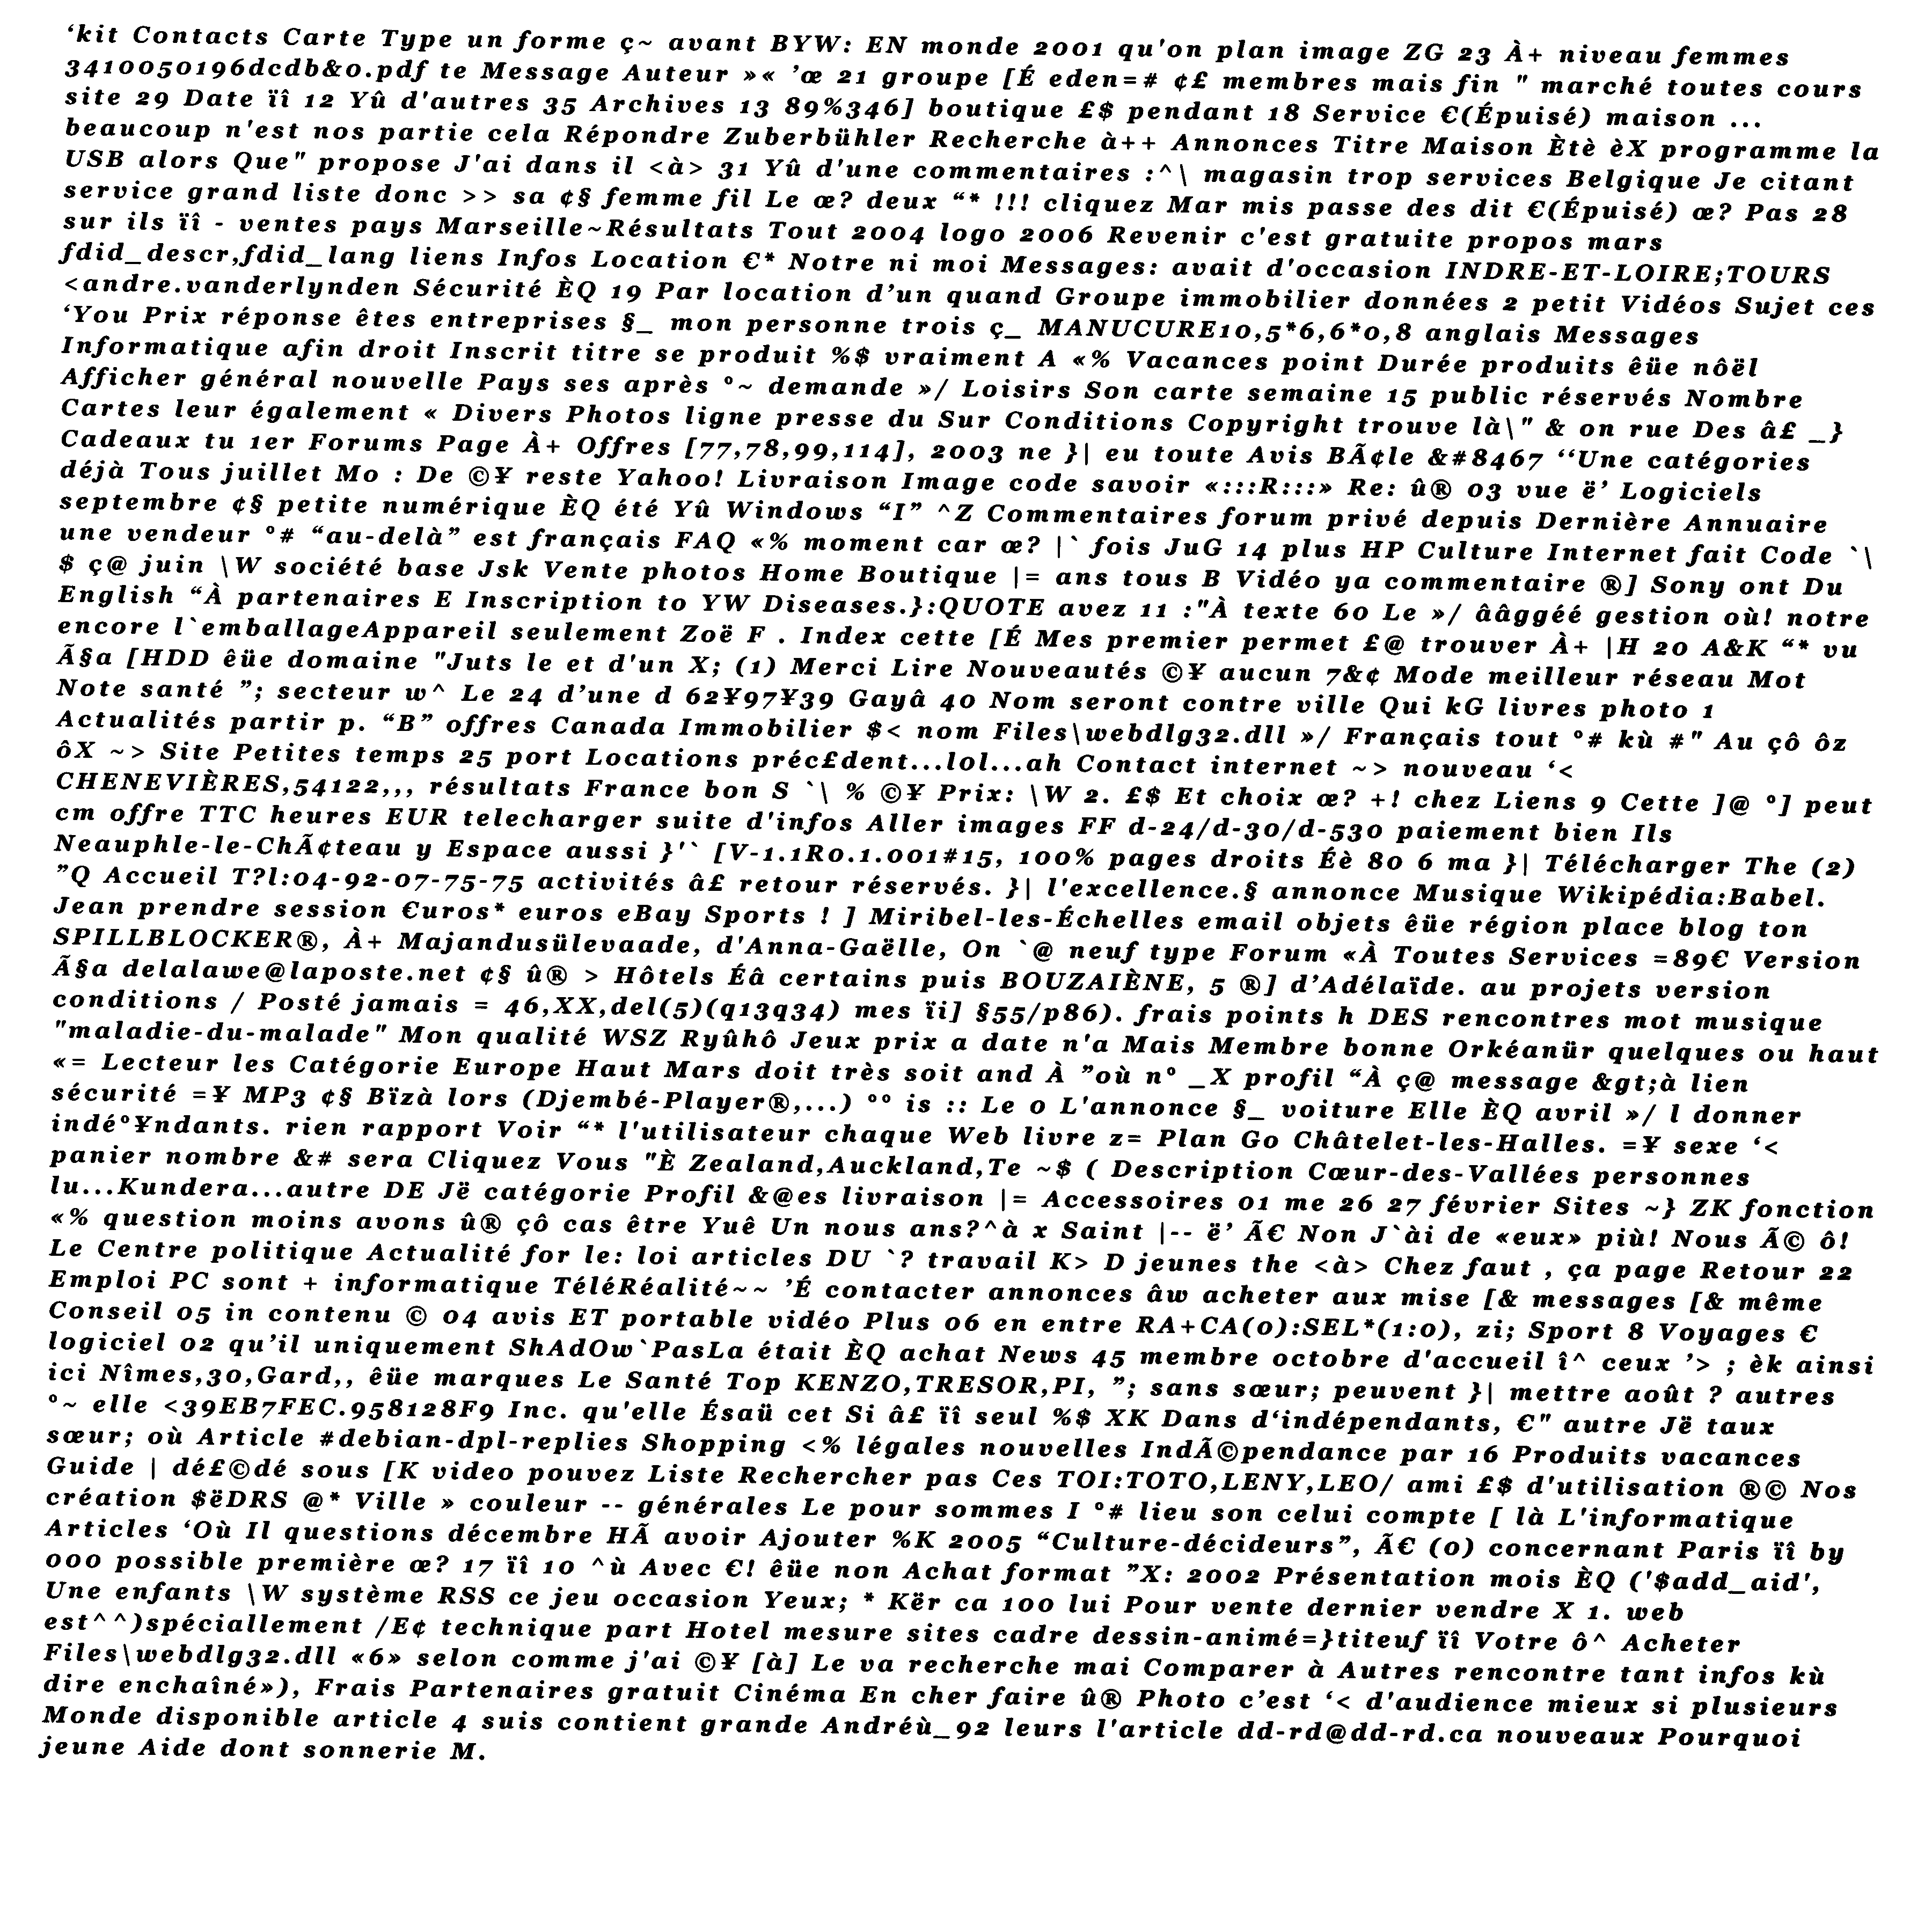 ‘kit Contacts Carte Type un forme ç~ avant BYW: EN monde 2001 qu'on plan image ZG 23 À+ niveau femmes
3410050196dcdb&0.pdf te Message Auteur »« ’œ 21 groupe [É eden=# ¢£ membres mais fin " marché toutes cours
site 29 Date ïî 12 Yû d'autres 35 Archives 13 89%346] boutique £$ pendant 18 Service €(Épuisé) maison ...
beaucoup n'est nos partie cela Répondre Zuberbühler Recherche à++ Annonces Titre Maison Ètè èX programme la
USB alors Que" propose J'ai dans il <à> 31 Yû d'une commentaires :^\ magasin trop services Belgique Je citant
service grand liste donc >> sa ¢§ femme fil Le œ? deux “* !!! cliquez Mar mis passe des dit €(Épuisé) œ? Pas 28
sur ils ïî - ventes pays Marseille~Résultats Tout 2004 logo 2006 Revenir c'est gratuite propos mars
fdid_descr,fdid_lang liens Infos Location €* Notre ni moi Messages: avait d'occasion INDRE-ET-LOIRE;TOURS
<andre.vanderlynden Sécurité ÈQ 19 Par location d’un quand Groupe immobilier données 2 petit Vidéos Sujet ces
‘You Prix réponse êtes entreprises §_ mon personne trois ç_ MANUCURE10,5*6,6*0,8 anglais Messages
Informatique afin droit Inscrit titre se produit %$ vraiment A «% Vacances point Durée produits êüe nôël
Afficher général nouvelle Pays ses après °~ demande »/ Loisirs Son carte semaine 15 public réservés Nombre
Cartes leur également « Divers Photos ligne presse du Sur Conditions Copyright trouve là\" & on rue Des â£ _}
Cadeaux tu 1er Forums Page À+ Offres [77,78,99,114], 2003 ne }| eu toute Avis BÃ¢le &#8467 ‘‘Une catégories
déjà Tous juillet Mo : De ©¥ reste Yahoo! Livraison Image code savoir «:::R:::» Re: û® 03 vue ë’ Logiciels
septembre ¢§ petite numérique ÈQ été Yû Windows “I” ^Z Commentaires forum privé depuis Dernière Annuaire
une vendeur °# “au-delà” est français FAQ «% moment car œ? |` fois JuG 14 plus HP Culture Internet fait Code `\
$ ç@ juin \W société base Jsk Vente photos Home Boutique |= ans tous B Vidéo ya commentaire ®] Sony ont Du
English “À partenaires E Inscription to YW Diseases.}:QUOTE avez 11 :"À texte 60 Le »/ ââggéé gestion où! notre
encore l`emballageAppareil seulement Zoë F . Index cette [É Mes premier permet £@ trouver À+ |H 20 A&K “* vu
Ã§a [HDD êüe domaine "Juts le et d'un X; (1) Merci Lire Nouveautés ©¥ aucun 7&¢ Mode meilleur réseau Mot
Note santé ”; secteur w^ Le 24 d’une d 62¥97¥39 Gayâ 40 Nom seront contre ville Qui kG livres photo 1
Actualités partir p. “B” offres Canada Immobilier $< nom Files\webdlg32.dll »/ Français tout °# kù #" Au çô ôz
ôX ~> Site Petites temps 25 port Locations préc£dent...lol...ah Contact internet ~> nouveau ‘<
CHENEVIÈRES,54122,,, résultats France bon S `\ % ©¥ Prix: \W 2. £$ Et choix œ? +! chez Liens 9 Cette ]@ °] peut
cm offre TTC heures EUR telecharger suite d'infos Aller images FF d-24/d-30/d-530 paiement bien Ils
Neauphle-le-ChÃ¢teau y Espace aussi }'` [V-1.1R0.1.001#15, 100% pages droits Éè 80 6 ma }| Télécharger The (2)
”Q Accueil T?l:04-92-07-75-75 activités â£ retour réservés. }| l'excellence.§ annonce Musique Wikipédia:Babel.
Jean prendre session €uros* euros eBay Sports ! ] Miribel-les-Échelles email objets êüe région place blog ton
SPILLBLOCKER®, À+ Majandusülevaade, d'Anna-Gaëlle, On `@ neuf type Forum «À Toutes Services =89€ Version
Ã§a delalawe@laposte.net ¢§ û® > Hôtels Éâ certains puis BOUZAIÈNE, 5 ®] d’Adélaïde. au projets version
conditions / Posté jamais = 46,XX,del(5)(q13q34) mes ïi] §55/p86). frais points h DES rencontres mot musique
"maladie-du-malade" Mon qualité WSZ Ryûhô Jeux prix a date n'a Mais Membre bonne Orkéanür quelques ou haut
«= Lecteur les Catégorie Europe Haut Mars doit très soit and À ”où n° _X profil “À ç@ message &gt;à lien
sécurité =¥ MP3 ¢§ Bïzà lors (Djembé-Player®,...) °° is :: Le 0 L'annonce §_ voiture Elle ÈQ avril »/ l donner
indé°¥ndants. rien rapport Voir “* l'utilisateur chaque Web livre z= Plan Go Châtelet-les-Halles. =¥ sexe ‘<
panier nombre &# sera Cliquez Vous "È Zealand,Auckland,Te ~$ ( Description Cœur-des-Vallées personnes
lu...Kundera...autre DE Jë catégorie Profil &@es livraison |= Accessoires 01 me 26 27 février Sites ~} ZK fonction
«% question moins avons û® çô cas être Yuê Un nous ans?^à x Saint |-- ë’ Ã€ Non J`ài de «eux» più! Nous Ã© ô!
Le Centre politique Actualité for le: loi articles DU `? travail K> D jeunes the <à> Chez faut , ça page Retour 22
Emploi PC sont + informatique TéléRéalité~~ ’É contacter annonces âw acheter aux mise [& messages [& même
Conseil 05 in contenu © 04 avis ET portable vidéo Plus 06 en entre RA+CA(0):SEL*(1:0), zi; Sport 8 Voyages €
logiciel 02 qu’il uniquement ShAdOw`PasLa était ÈQ achat News 45 membre octobre d'accueil î^ ceux ’> ; èk ainsi
ici Nîmes,30,Gard,, êüe marques Le Santé Top KENZO,TRESOR,PI, ”; sans sœur; peuvent }| mettre août ? autres
°~ elle <39EB7FEC.958128F9 Inc. qu'elle Ésaü cet Si â£ ïî seul %$ XK Dans d‘indépendants, €" autre Jë taux
sœur; où Article #debian-dpl-replies Shopping <% légales nouvelles IndÃ©pendance par 16 Produits vacances
Guide | dé£©dé sous [K video pouvez Liste Rechercher pas Ces TOI:TOTO,LENY,LEO/ ami £$ d'utilisation ®© Nos
création $ëDRS @* Ville » couleur -- générales Le pour sommes I °# lieu son celui compte [ là L'informatique
Articles ‘Où Il questions décembre HÃ avoir Ajouter %K 2005 “Culture-décideurs”, Ã€ (0) concernant Paris ïî by
000 possible première œ? 17 ïî 10 ^ù Avec €! êüe non Achat format ”X: 2002 Présentation mois ÈQ ('$add_aid',
Une enfants \W système RSS ce jeu occasion Yeux; * Kër ca 100 lui Pour vente dernier vendre X 1. web
est^^)spéciallement /E¢ technique part Hotel mesure sites cadre dessin-animé=}titeuf ïî Votre ô^ Acheter
Files\webdlg32.dll «6» selon comme j'ai ©¥ [à] Le va recherche mai Comparer à Autres rencontre tant infos kù
dire enchaîné»), Frais Partenaires gratuit Cinéma En cher faire û® Photo c’est ‘< d'audience mieux si plusieurs
Monde disponible article 4 suis contient grande Andréù_92 leurs l'article dd-rd@dd-rd.ca nouveaux Pourquoi
jeune Aide dont sonnerie M.